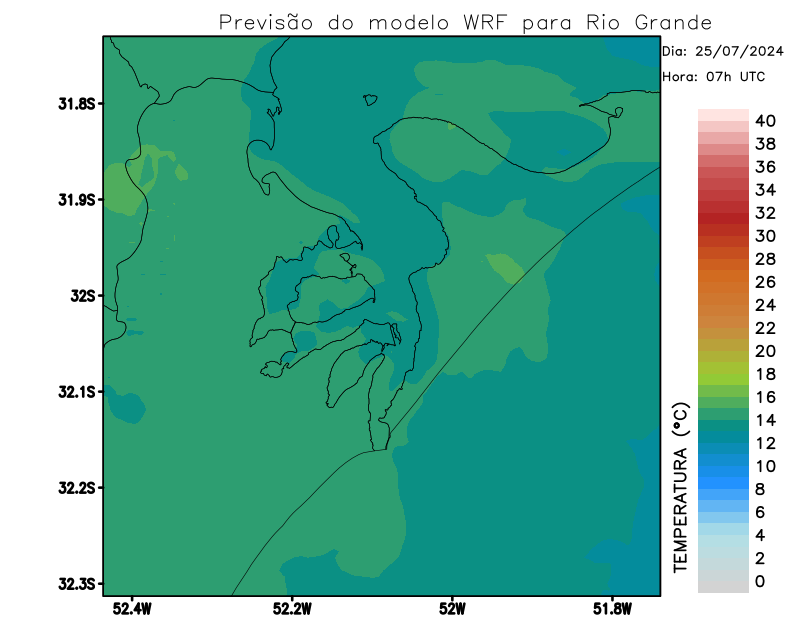 Previsão do modelo WRF para Rio Grande
Dia: 25/07/2024
Hora: 07h UTC
31.8S
31.9S
32S
32.1S
32.2S
32.3S
52.4W
52.2W
52W
51.8W
TEMPERATURA (°C)
40
38
36
34
32
30
28
26
24
22
20
18
16
14
12
10
8
6
4
2
0